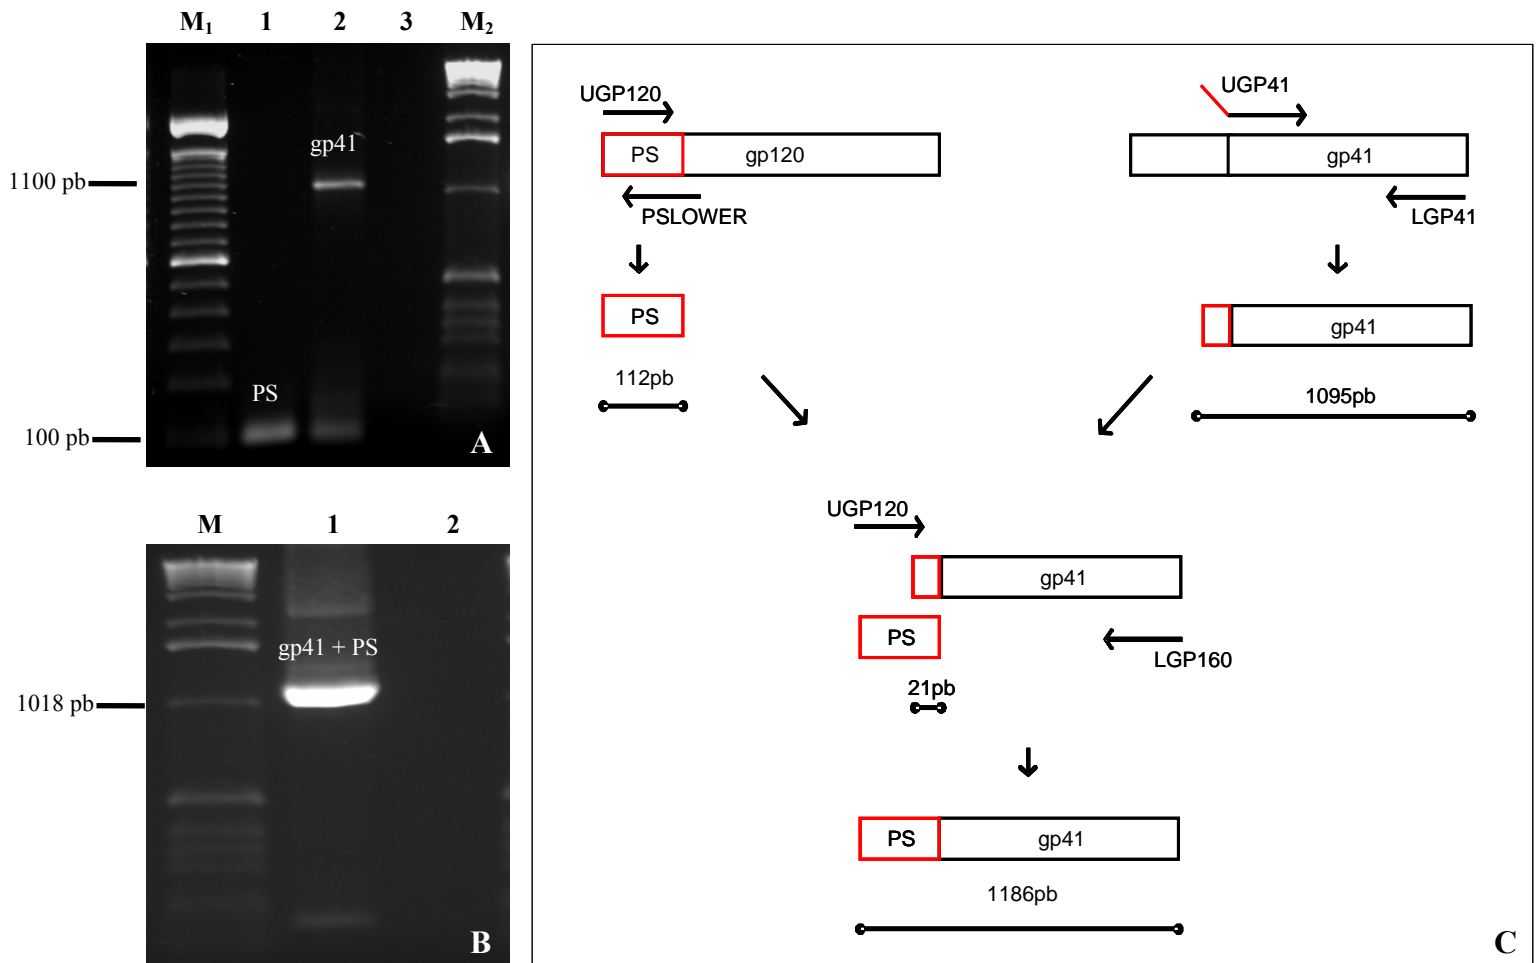 M₁ 1 2 3 M₂
gp41
1100 pb
PS
100 pb
A
M 1 2
gp41 + PS
1018 pb
B
UGP120
PS gp120
PSLOWER
PS
112pb
UGP41
gp41
LGP41
gp41
1095pb
UGP120
gp41
PS
LGP160
21pb
PS gp41
1186pb
C